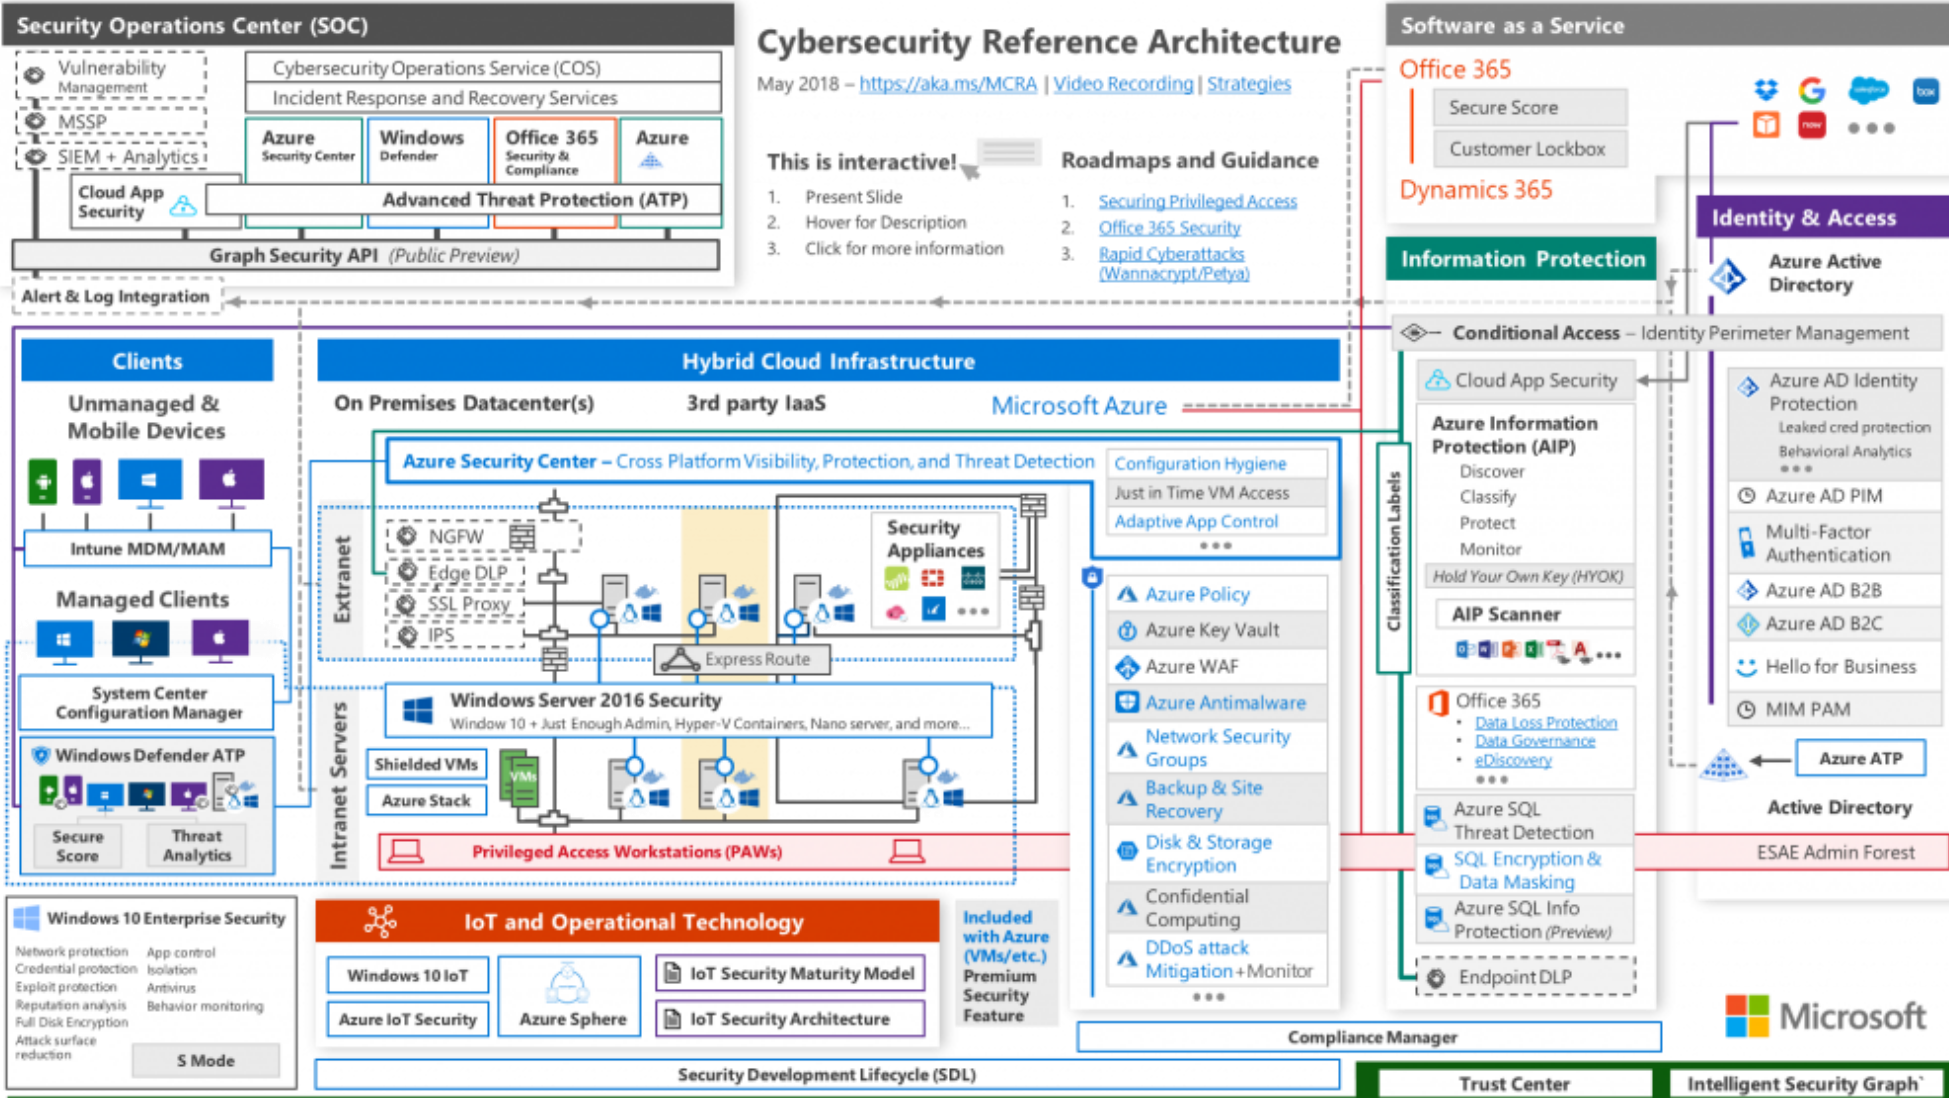 Security Operations Center (SOC)
Vulnerability
Management
MSSP
SIEM + Analytics
Cybersecurity Operations Service (COS)
Incident Response and Recovery Services
Azure
Security Center
Windows
Defender
Office 365
Security &
Compliance
Azure
Cloud App
Security
Advanced Threat Protection (ATP)
Graph Security API (Public Preview)
Alert & Log Integration
Cybersecurity Reference Architecture
May 2018 – https://aka.ms/MCRA | Video Recording | Strategies
This is interactive!
1. Present Slide
2. Hover for Description
3. Click for more information
Roadmaps and Guidance
1. Securing Privileged Access
2. Office 365 Security
3. Rapid Cyberattacks
(Wannacrypt/Petya)
Software as a Service
Office 365
Secure Score
Customer Lockbox
Dynamics 365
salesforce
box
now
Identity & Access
Azure Active
Directory
Information Protection
Conditional Access – Identity Perimeter Management
Clients
Unmanaged &
Mobile Devices
Intune MDM/MAM
Managed Clients
System Center
Configuration Manager
Windows Defender ATP
Secure
Score
Threat
Analytics
Hybrid Cloud Infrastructure
On Premises Datacenter(s)
3rd party IaaS
Microsoft Azure
Azure Security Center – Cross Platform Visibility, Protection, and Threat Detection
Configuration Hygiene
Just in Time VM Access
Adaptive App Control
Extranet
NGFW
Edge DLP
SSL Proxy
IPS
Security
Appliances
Express Route
Intranet Servers
Windows Server 2016 Security
Window 10 + Just Enough Admin, Hyper-V Containers, Nano server, and more...
Shielded VMs
Azure Stack
VMs
Privileged Access Workstations (PAWs)
Azure Policy
Azure Key Vault
Azure WAF
Azure Antimalware
Network Security
Groups
Backup & Site
Recovery
Disk & Storage
Encryption
Confidential
Computing
DDoS attack
Mitigation+Monitor
Classification Labels
Cloud App Security
Azure Information
Protection (AIP)
Discover
Classify
Protect
Monitor
Hold Your Own Key (HYOK)
AIP Scanner
Office 365
• Data Loss Protection
• Data Governance
• eDiscovery
Azure SQL
Threat Detection
SQL Encryption &
Data Masking
Azure SQL Info
Protection (Preview)
Endpoint DLP
Azure AD Identity
Protection
Leaked cred protection
Behavioral Analytics
Azure AD PIM
Multi-Factor
Authentication
Azure AD B2B
Azure AD B2C
Hello for Business
MIM PAM
Azure ATP
Active Directory
ESAE Admin Forest
Windows 10 Enterprise Security
Network protection
Credential protection
Exploit protection
Reputation analysis
Full Disk Encryption
Attack surface
reduction
App control
Isolation
Antivirus
Behavior monitoring
S Mode
IoT and Operational Technology
Windows 10 IoT
Azure IoT Security
Azure Sphere
IoT Security Maturity Model
IoT Security Architecture
Included
with Azure
(VMs/etc.)
Premium
Security
Feature
Microsoft
Compliance Manager
Security Development Lifecycle (SDL)
Trust Center
Intelligent Security Graph`